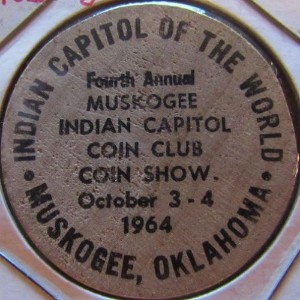 INDIAN CAPITOL OF THE WORLD
Fourth Annual
MUSKOGEE
INDIAN CAPITOL
COIN CLUB
COIN SHOW.
October 3-4
1964
• MUSKOGEE, OKLAHOMA •